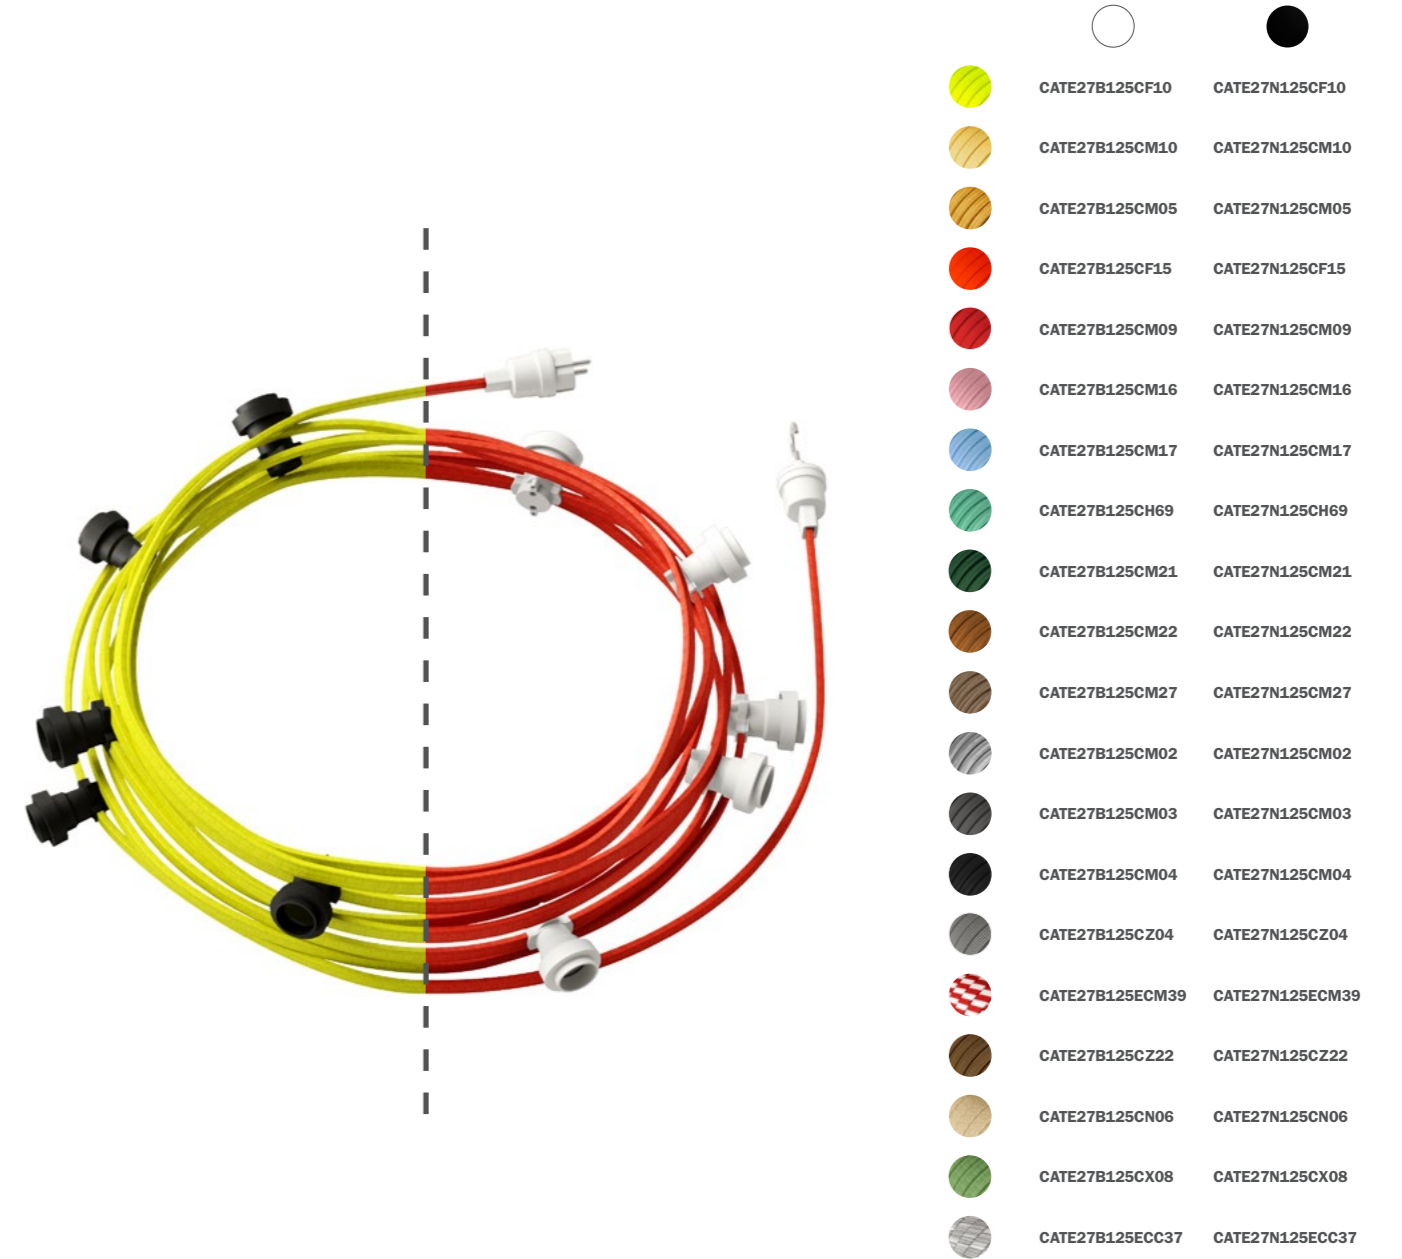 CATE27B125CF10 CATE27N125CF10
CATE27B125CM10 CATE27N125CM10
CATE27B125CM05 CATE27N125CM05
CATE27B125CF15 CATE27N125CF15
CATE27B125CM09 CATE27N125CM09
CATE27B125CM16 CATE27N125CM16
CATE27B125CM17 CATE27N125CM17
CATE27B125CH69 CATE27N125CH69
CATE27B125CM21 CATE27N125CM21
CATE27B125CM22 CATE27N125CM22
CATE27B125CM27 CATE27N125CM27
CATE27B125CM02 CATE27N125CM02
CATE27B125CM03 CATE27N125CM03
CATE27B125CM04 CATE27N125CM04
CATE27B125CZ04 CATE27N125CZ04
CATE27B125ECM39 CATE27N125ECM39
CATE27B125CZ22 CATE27N125CZ22
CATE27B125CN06 CATE27N125CN06
CATE27B125CX08 CATE27N125CX08
CATE27B125ECC37 CATE27N125ECC37